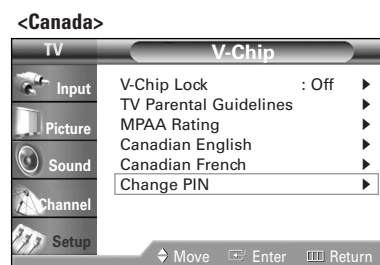 <Canada>
TV V-Chip
Input
Picture
Sound
Channel
Setup
V-Chip Lock : Off
TV Parental Guidelines
MPAA Rating
Canadian English
Canadian French
Change PIN
Move Enter Return